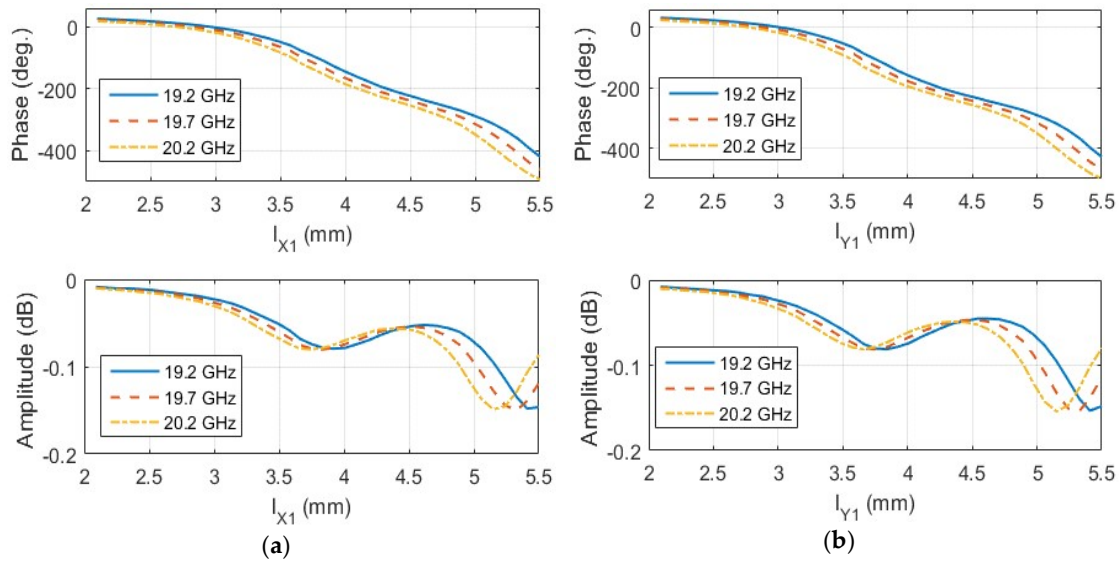 0
-200
-400
Phase (deg.)
19.2 GHz
19.7 GHz
20.2 GHz
2 2.5 3 3.5 4 4.5 5 5.5
l_X1 (mm)
0
-200
-400
Phase (deg.)
19.2 GHz
19.7 GHz
20.2 GHz
2 2.5 3 3.5 4 4.5 5 5.5
l_Y1 (mm)
0
-0.1
-0.2
Amplitude (dB)
19.2 GHz
19.7 GHz
20.2 GHz
2 2.5 3 3.5 4 4.5 5 5.5
l_X1 (mm)
(a)
0
-0.1
-0.2
Amplitude (dB)
19.2 GHz
19.7 GHz
20.2 GHz
2 2.5 3 3.5 4 4.5 5 5.5
l_Y1 (mm)
(b)